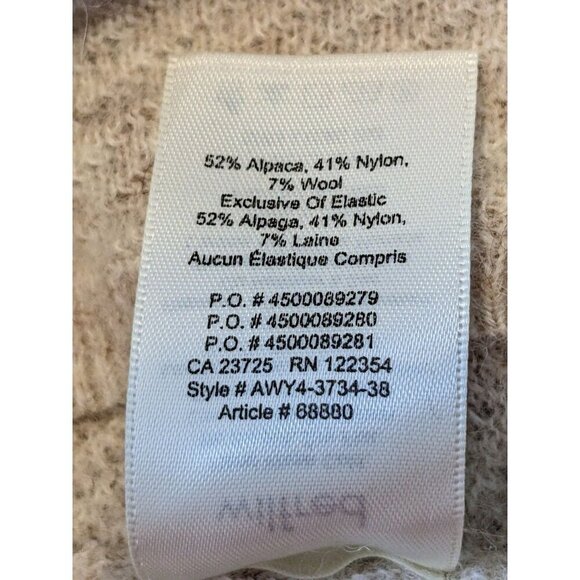 52% Alpaca, 41% Nylon,
7% Wool
Exclusive Of Elastic
52% Alpaga, 41% Nylon,
7% Laine
Aucun Élastique Compris
P.O. # 4500089279
P.O. # 4500089280
P.O. # 4500089281
CA 23725 RN 122354
Style # AWY4-3734-38
Article # 68880
wilfred